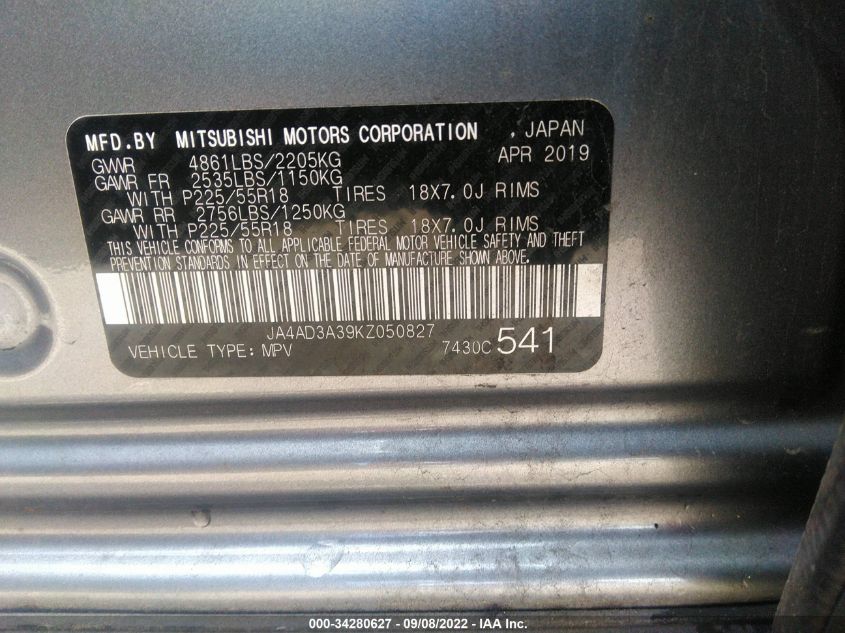 MFD.BY MITSUBISHI MOTORS CORPORATION , JAPAN
GVWR 4861LBS/2205KG APR 2019
GAWR FR 2535LBS/1150KG
WITH P225/55R18 TIRES 18X7.0J RIMS
GAWR RR 2756LBS/1250KG
WITH P225/55R18 TIRES 18X7.0J RIMS
THIS VEHICLE CONFORMS TO ALL APPLICABLE FEDERAL MOTOR VEHICLE SAFETY AND THEFT
PREVENTION STANDARDS IN EFFECT ON THE DATE OF MANUFACTURE SHOWN ABOVE.
JA4AD3A39KZ050827
VEHICLE TYPE: MPV 7430C 541
000-34280627 - 09/08/2022 - IAA Inc.